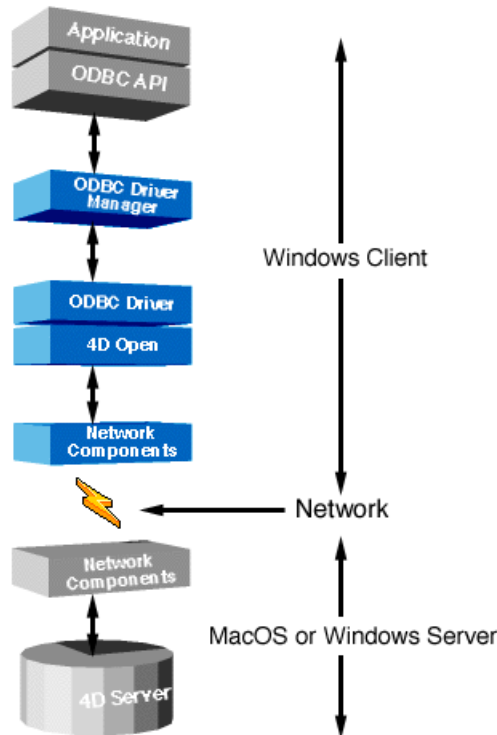 Application
ODBC API
ODBC Driver
Manager
Windows Client
ODBC Driver
4D Open
Network
Components
Network
Network
Components
MacOS or Windows Server
4D Server